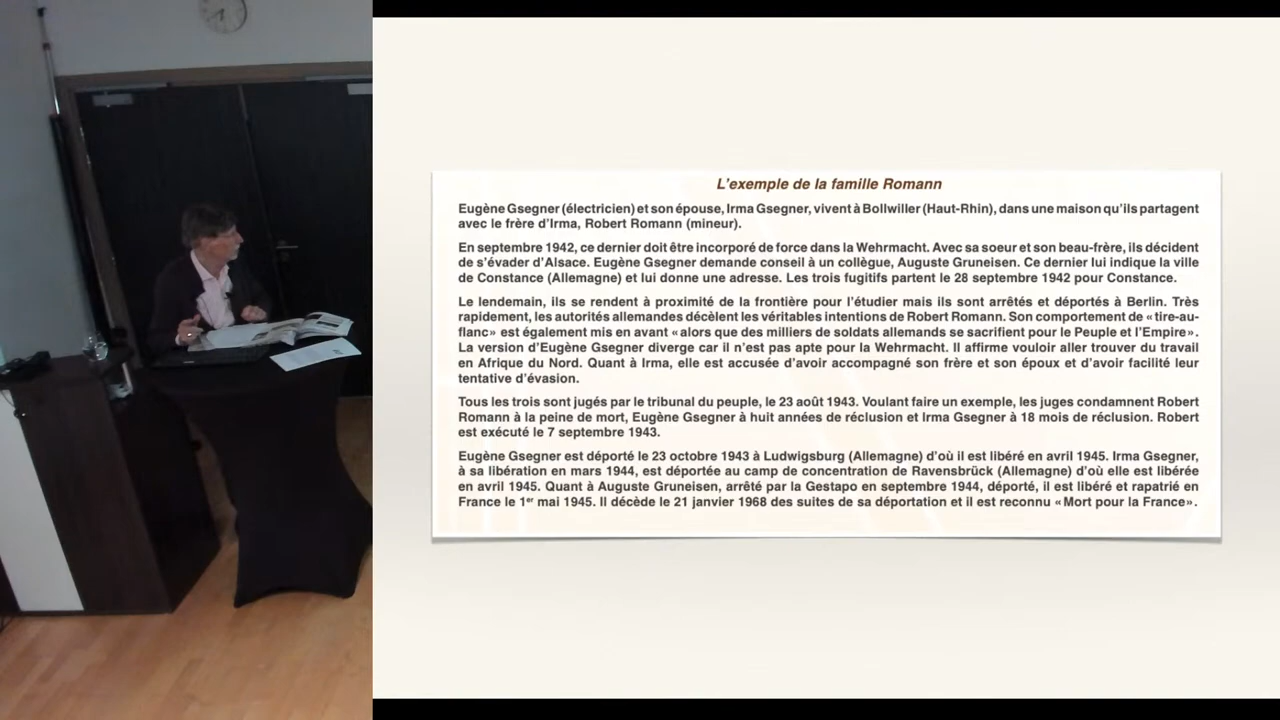 L'exemple de la famille Romann
Eugène Gsegner (électricien) et son épouse, Irma Gsegner, vivent à Bollwiller (Haut-Rhin), dans une maison qu'ils partagent
avec le frère d'Irma, Robert Romann (mineur).
En septembre 1942, ce dernier doit être incorporé de force dans la Wehrmacht. Avec sa soeur et son beau-frère, ils décident
de s'évader d'Alsace. Eugène Gsegner demande conseil à un collègue, Auguste Gruneisen. Ce dernier lui indique la ville
de Constance (Allemagne) et lui donne une adresse. Les trois fugitifs partent le 28 septembre 1942 pour Constance.
Le lendemain, ils se rendent à proximité de la frontière pour l'étudier mais ils sont arrêtés et déportés à Berlin. Très
rapidement, les autorités allemandes décèlent les véritables intentions de Robert Romann. Son comportement de «tire-au-
flanc» est également mis en avant «alors que des milliers de soldats allemands se sacrifient pour le Peuple et l'Empire».
La version d'Eugène Gsegner diverge car il n'est pas apte pour la Wehrmacht. Il affirme vouloir aller trouver du travail
en Afrique du Nord. Quant à Irma, elle est accusée d'avoir accompagné son frère et son époux et d'avoir facilité leur
tentative d'évasion.
Tous les trois sont jugés par le tribunal du peuple, le 23 août 1943. Voulant faire un exemple, les juges condamnent Robert
Romann à la peine de mort, Eugène Gsegner à huit années de réclusion et Irma Gsegner à 18 mois de réclusion. Robert
est exécuté le 7 septembre 1943.
Eugène Gsegner est déporté le 23 octobre 1943 à Ludwigsburg (Allemagne) d'où il est libéré en avril 1945. Irma Gsegner,
à sa libération en mars 1944, est déportée au camp de concentration de Ravensbrück (Allemagne) d'où elle est libérée
en avril 1945. Quant à Auguste Gruneisen, arrêté par la Gestapo en septembre 1944, déporté, il est libéré et rapatrié en
France le 1er mai 1945. Il décède le 21 janvier 1968 des suites de sa déportation et il est reconnu «Mort pour la France».